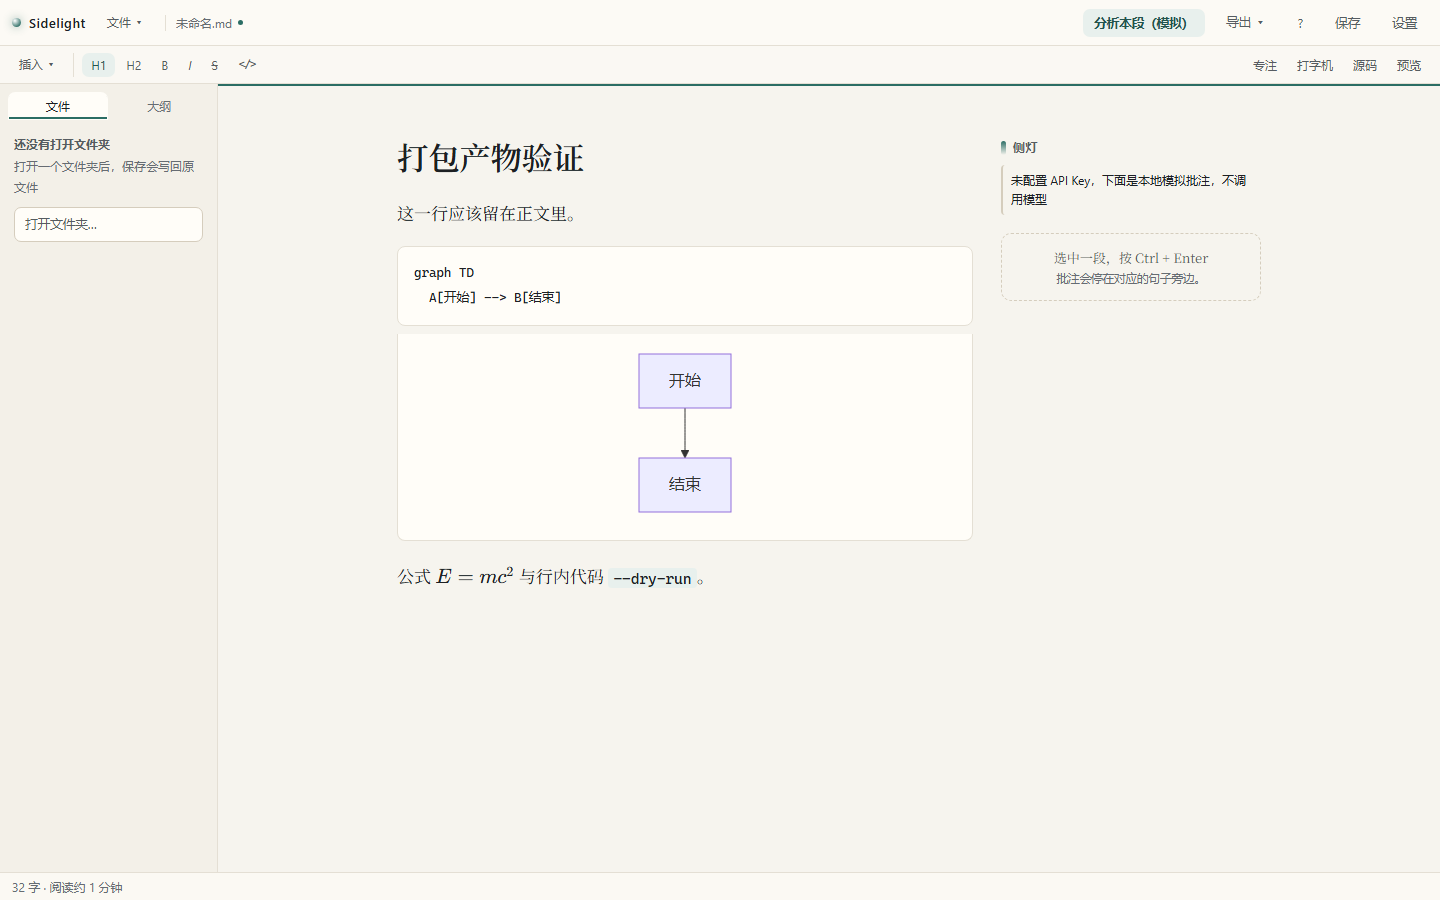 Sidelight 文件 ▾ 未命名.md • 分析本段（模拟） 导出 ▾ ? 保存 设置
插入 ▾ H1 H2 B I S </> 专注 打字机 源码 预览
文件 大纲
还没有打开文件夹
打开一个文件夹后，保存会写回原
文件
打开文件夹...
打包产物验证
这一行应该留在正文里。
graph TD
A[开始] --> B[结束]
开始
结束
公式 E = mc² 与行内代码 --dry-run 。
侧灯
未配置 API Key，下面是本地模拟批注，不调
用模型
选中一段，按 Ctrl + Enter
批注会停在对应的句子旁边。
32 字 · 阅读约 1 分钟